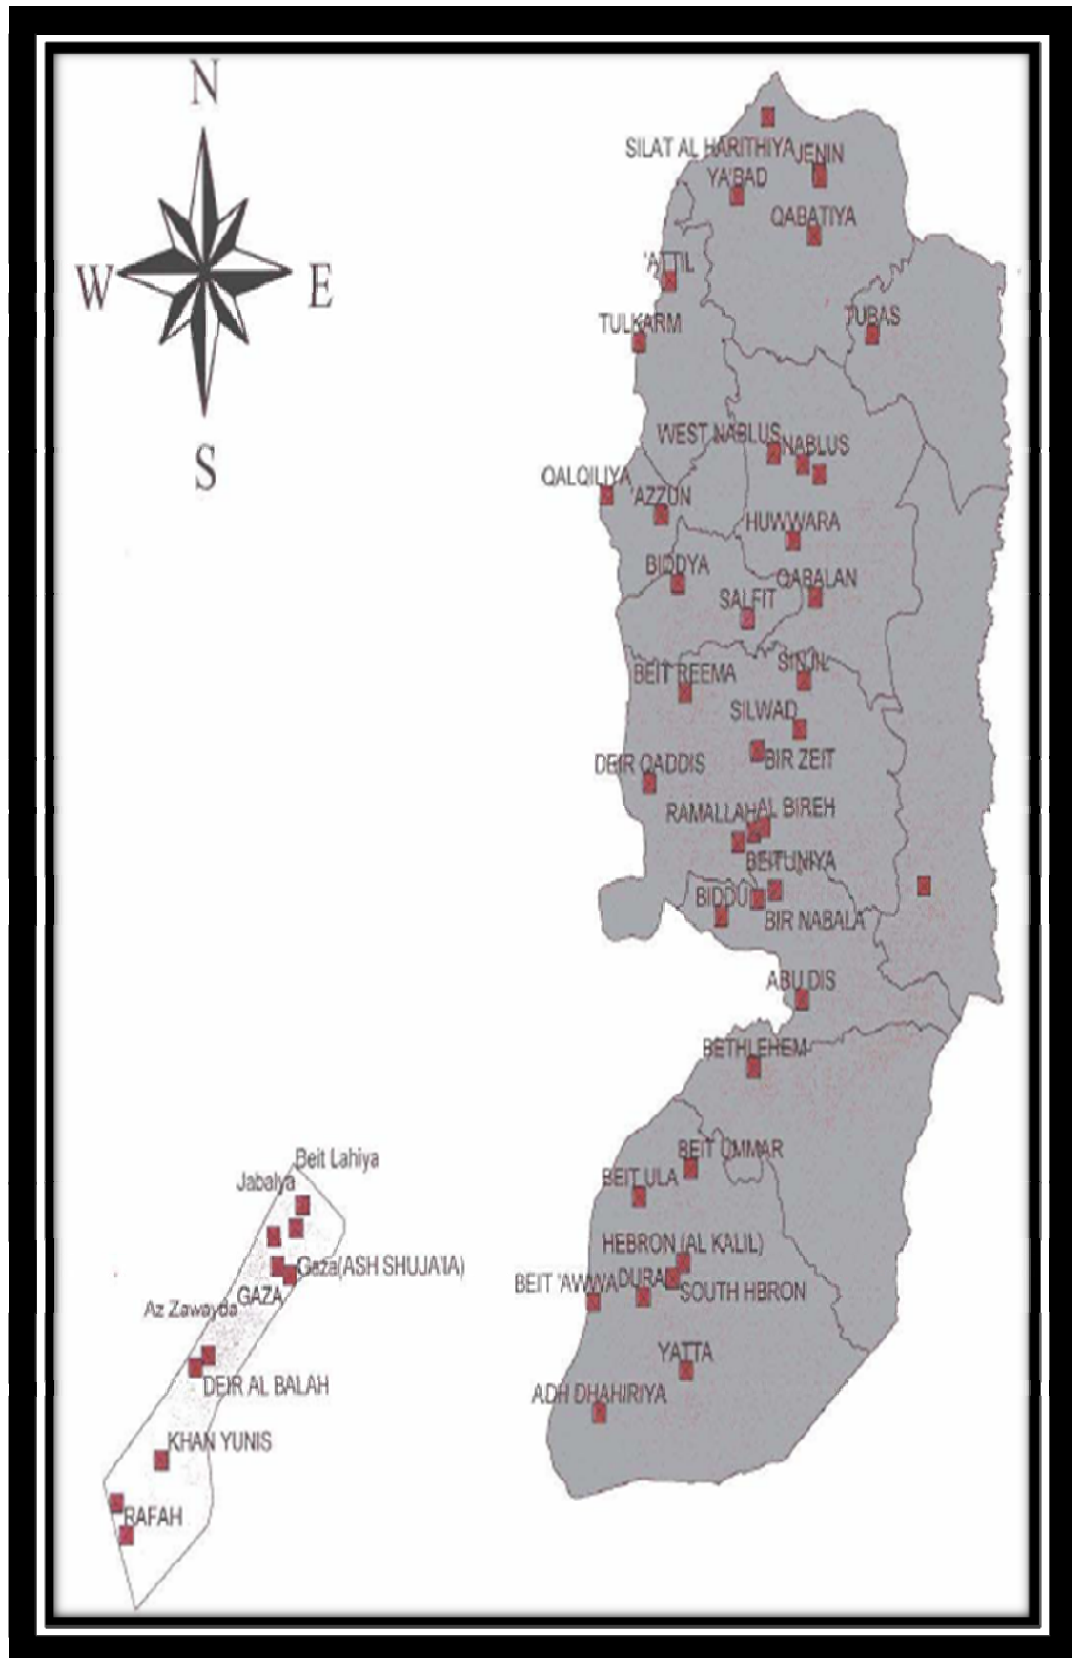 N
SILAT AL HARITHIYA
JENIN
YA'BAD
QABATIYA
W
E
'ATTIL
TULKARM
TUBAS
S
WEST NABLUS
NABLUS
QALQILIYA
'AZZUN
HUWWARA
BIDDYA
QABALAN
SALFIT
SINJIL
BEIT REEMA
SILWAD
BIR ZEIT
DEIR QADDIS
RAMALLAH
AL BIREH
BEITUNIYA
BIDDU
BIR NABALA
ABU DIS
BETHLEHEM
BEIT UMMAR
Beit Lahiya
Jabalya
BEIT ULA
HEBRON (AL KALIL)
Gaza(ASH SHUJA'IA)
BEIT 'AWWA
DURA
SOUTH HBRON
GAZA
Az Zawayda
YATTA
DEIR AL BALAH
ADH DHAHIRIYA
KHAN YUNIS
RAFAH